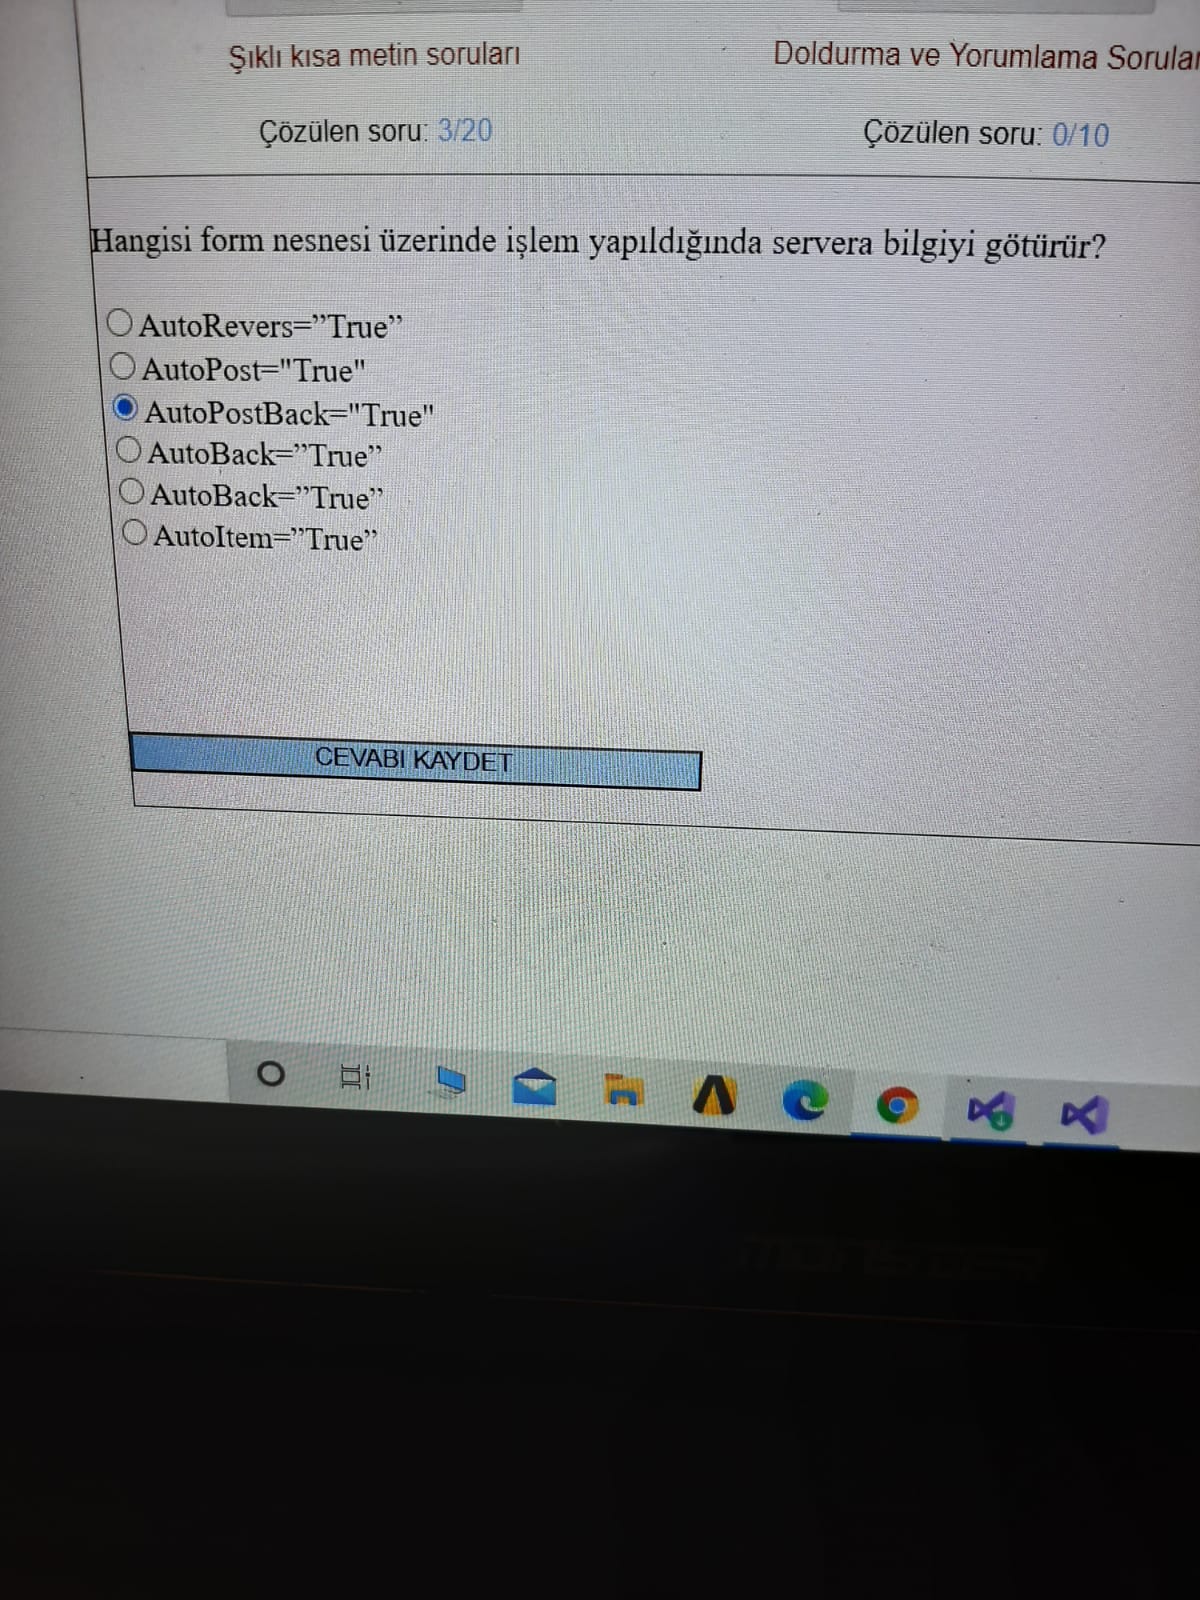 Şıklı kısa metin soruları
Doldurma ve Yorumlama Sorular
Çözülen soru: 3/20
Çözülen soru: 0/10
Hangisi form nesnesi üzerinde işlem yapıldığında servera bilgiyi götürür?
AutoRevers=”True”
AutoPost="True"
AutoPostBack="True"
AutoBack=”True”
AutoBack=”True”
AutoItem=”True”
CEVABI KAYDET
monster